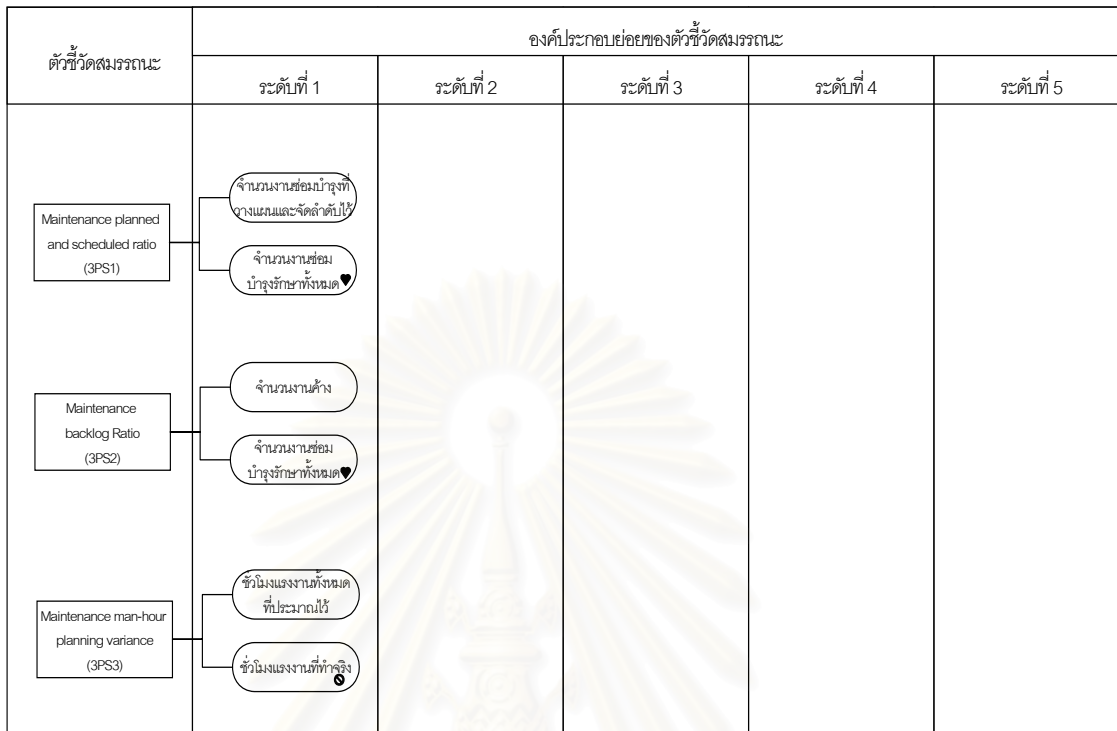 ตัวชี้วัดสมรรถนะ
องค์ประกอบย่อยของตัวชี้วัดสมรรถนะ
ระดับที่ 1
ระดับที่ 2
ระดับที่ 3
ระดับที่ 4
ระดับที่ 5
Maintenance planned
and scheduled ratio
(3PS1)
จำนวนงานซ่อมบำรุงที่
วางแผนและจัดลำดับไว้
จำนวนงานซ่อม
บำรุงรักษาทั้งหมด♥
Maintenance
backlog Ratio
(3PS2)
จำนวนงานค้าง
จำนวนงานซ่อม
บำรุงรักษาทั้งหมด♥
Maintenance man-hour
planning variance
(3PS3)
ชั่วโมงแรงงานทั้งหมด
ที่ประมาณไว้
ชั่วโมงแรงงานที่ทำจริง